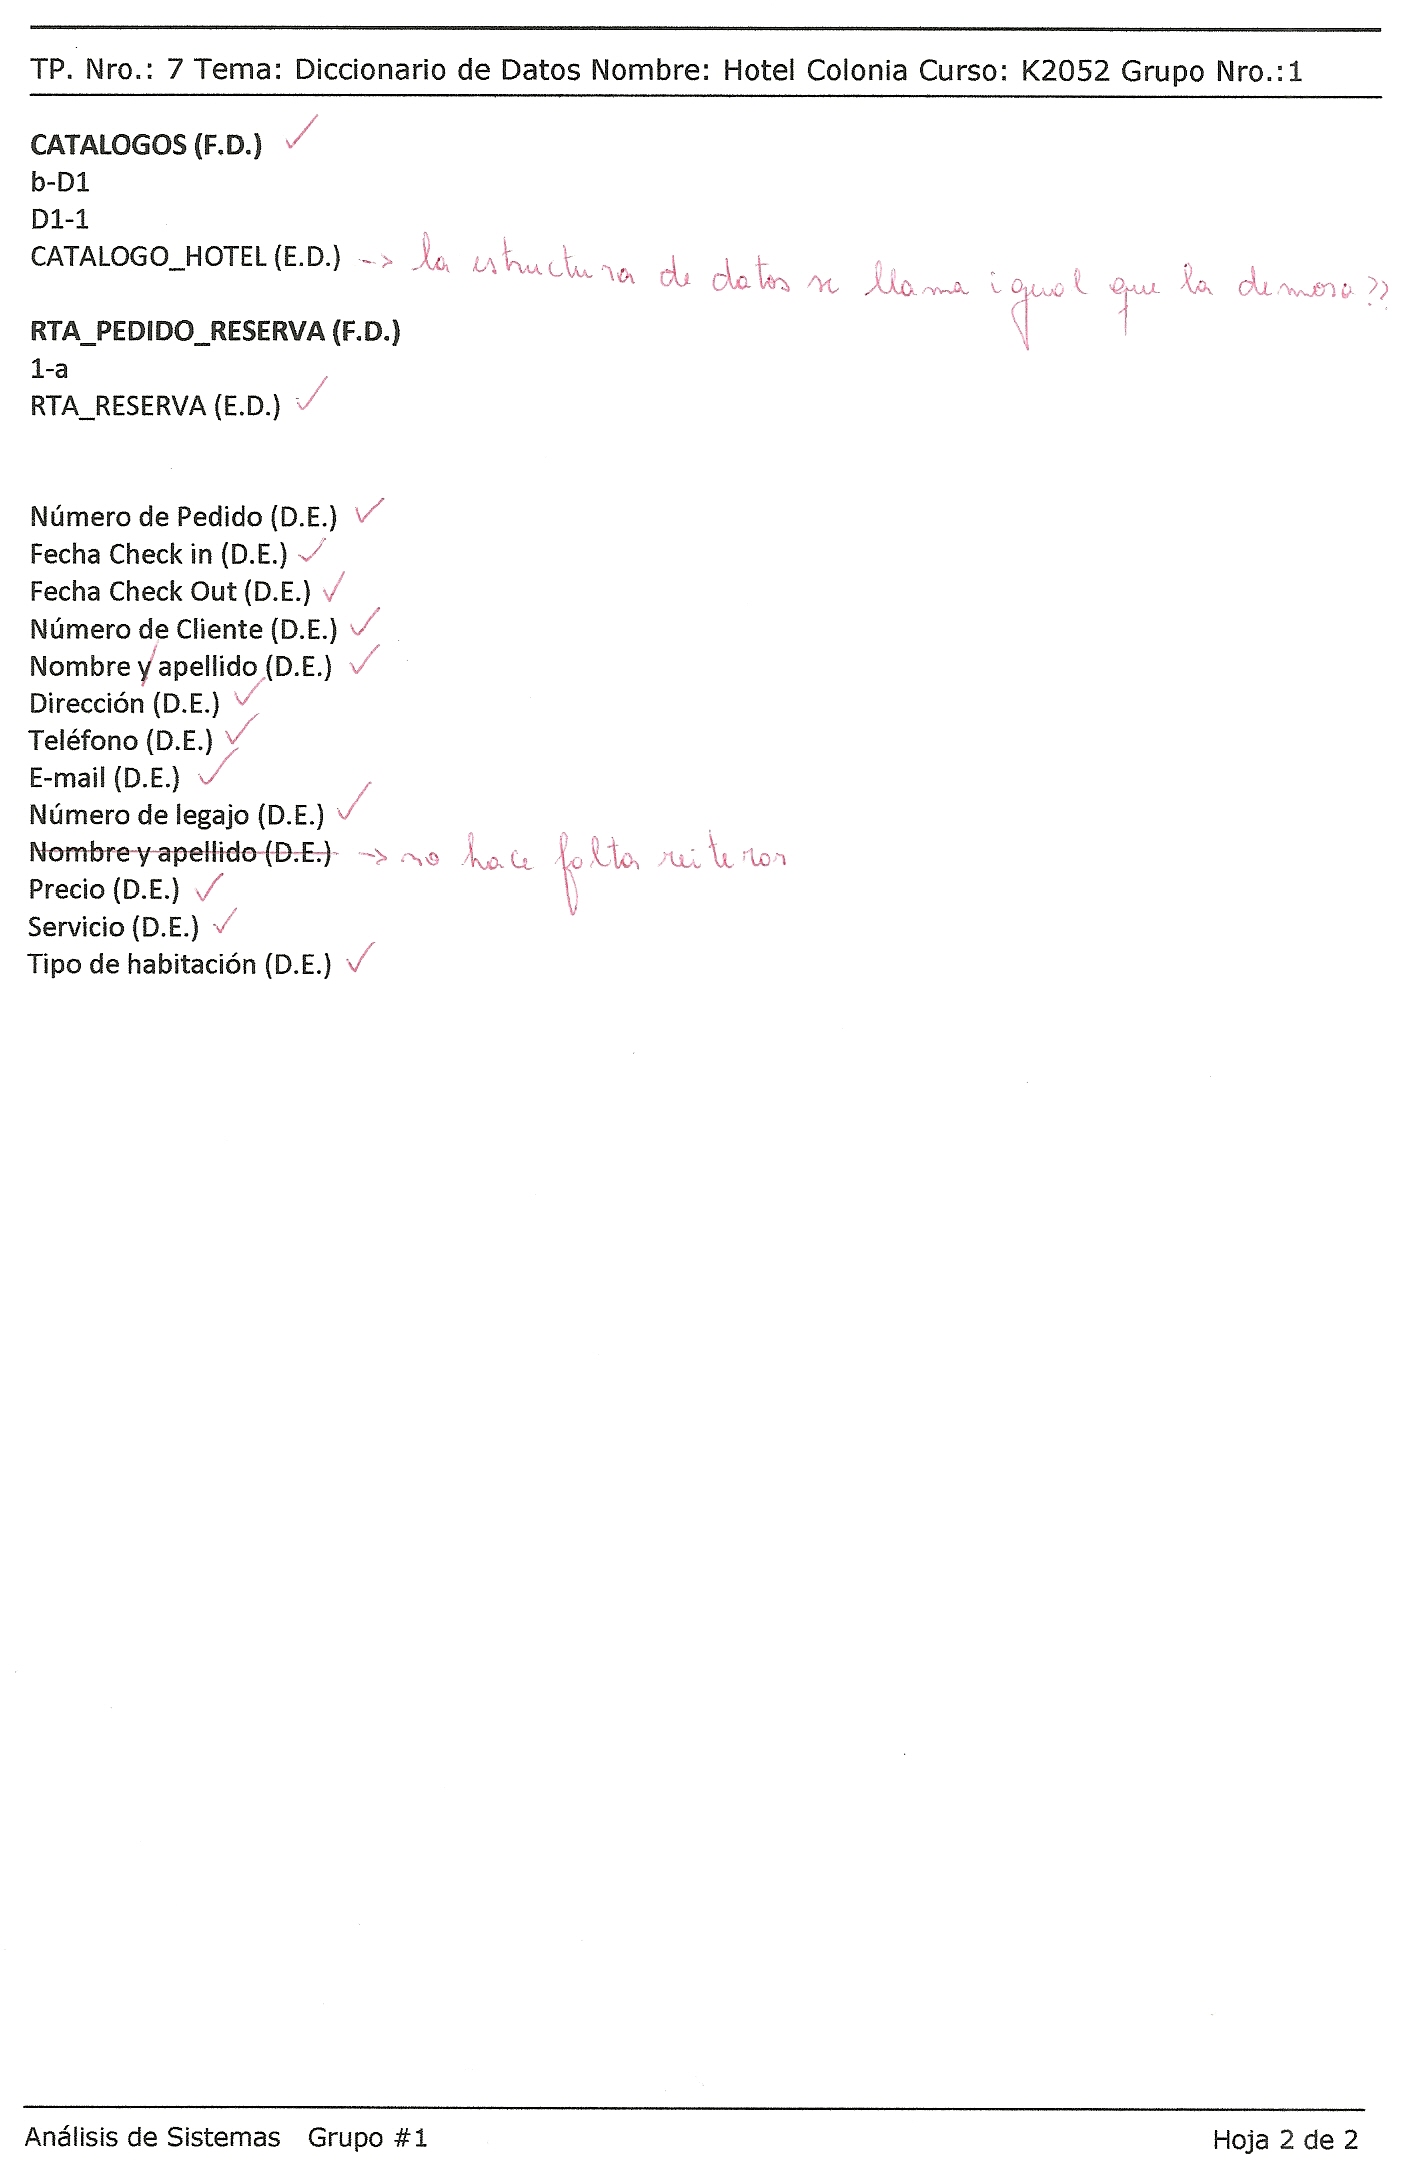 TP. Nro.: 7 Tema: Diccionario de Datos Nombre: Hotel Colonia Curso: K2052 Grupo Nro.:1
CATALOGOS (F.D.)
b-D1
D1-1
CATALOGO_HOTEL (E.D.) -> la estructura de datos se llama igual que la demora??
RTA_PEDIDO_RESERVA (F.D.)
1-a
RTA_RESERVA (E.D.)
Número de Pedido (D.E.)
Fecha Check in (D.E.)
Fecha Check Out (D.E.)
Número de Cliente (D.E.)
Nombre y apellido (D.E.)
Dirección (D.E.)
Teléfono (D.E.)
E-mail (D.E.)
Número de legajo (D.E.)
Nombre y apellido (D.E.) -> no hace falta reiterar
Precio (D.E.)
Servicio (D.E.)
Tipo de habitación (D.E.)
Análisis de Sistemas Grupo #1
Hoja 2 de 2